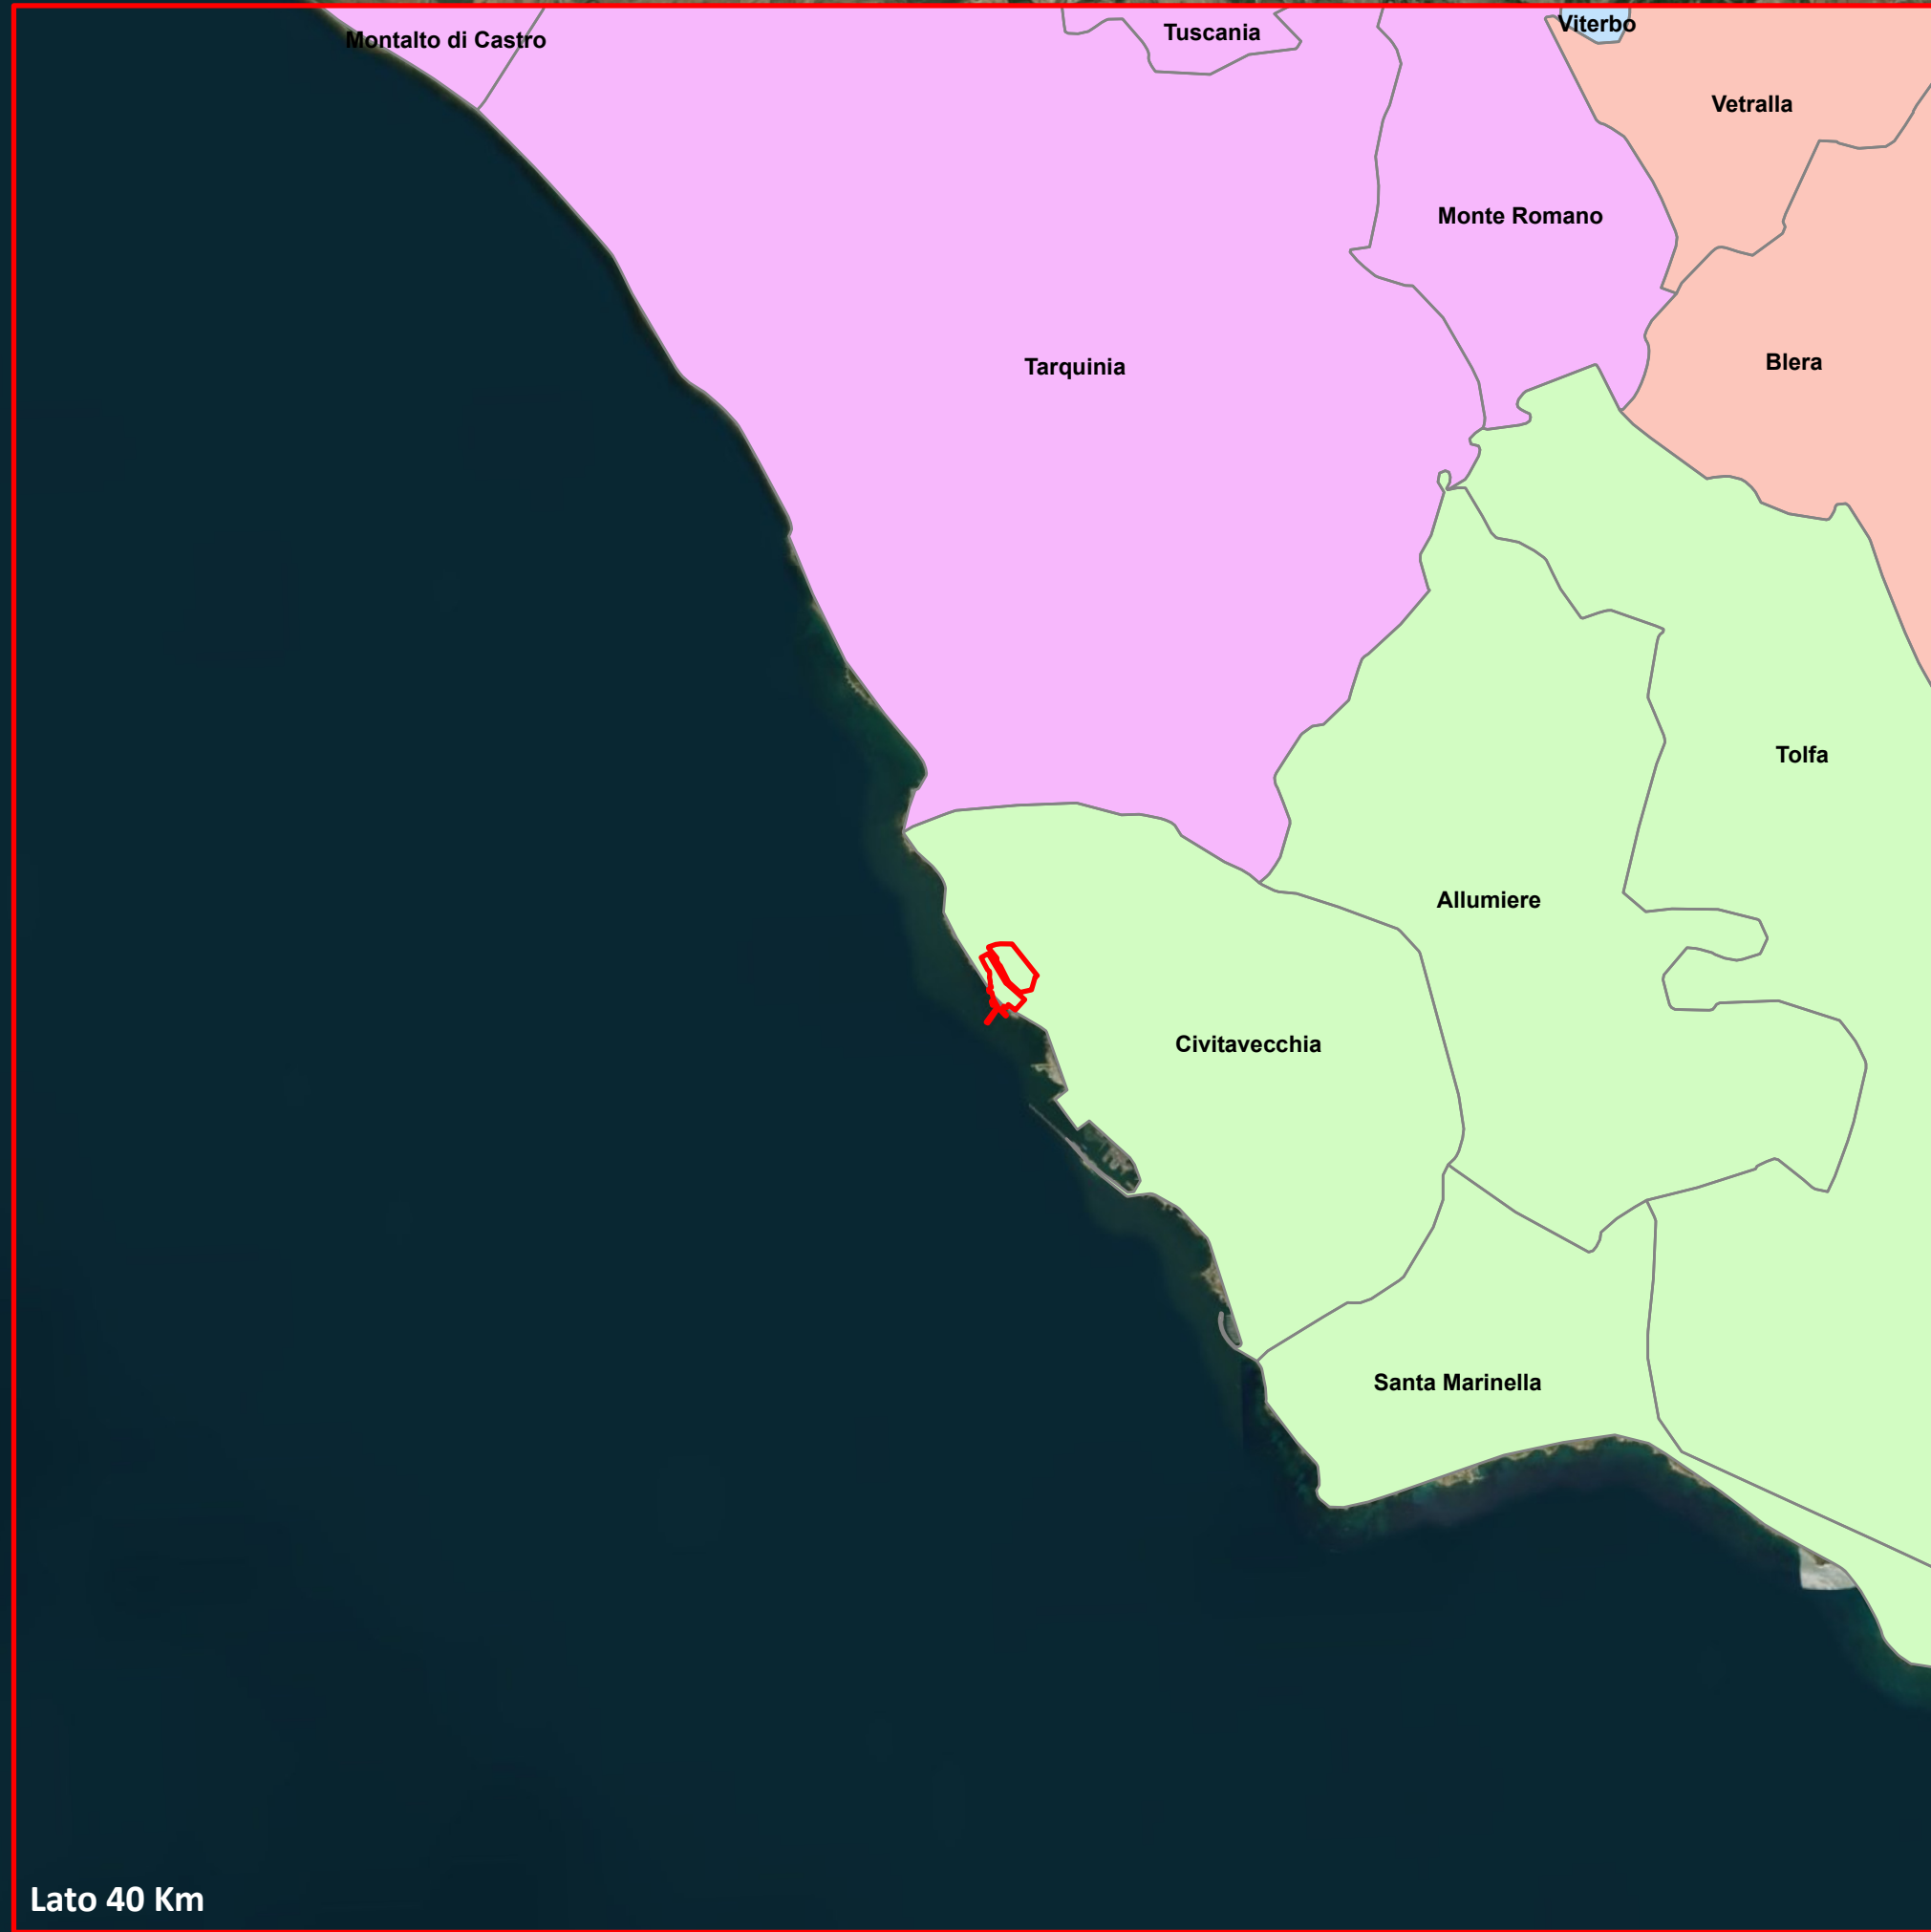 Viterbo
Montalto di Castro
Tuscania
Vetralla
Monte Romano
Blera
Tarquinia
Tolfa
Allumiere
Civitavecchia
Santa Marinella
Lato 40 Km